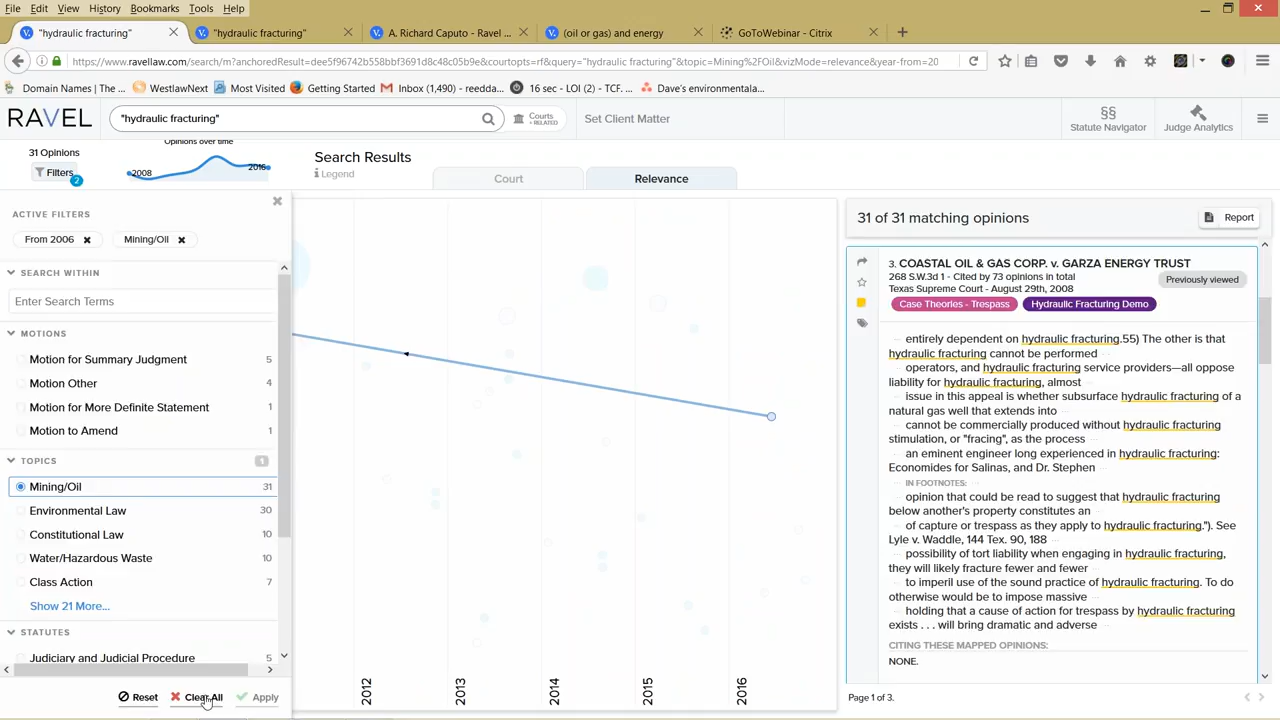 File Edit View History Bookmarks Tools Help
"hydraulic fracturing"
"hydraulic fracturing"
A. Richard Caputo - Ravel ...
(oil or gas) and energy
GoToWebinar - Citrix
https://www.ravellaw.com/search/m?anchoredResult=dee5f96742b558bbf3691d8c48c05b9e&courtopts=rf&query="hydraulic fracturing"&topic=Mining%2FOil&vizMode=relevance&year-from=20
Domain Names | The ...
WestlawNext
Most Visited
Getting Started
Inbox (1,490) - reedda...
16 sec - LOI (2) - TCF. ...
Dave's environmentala...
RAVEL
"hydraulic fracturing"
Courts
+ RELATED
Set Client Matter
§§
Statute Navigator
Judge Analytics
31 Opinions
Filters
2
Opinions over time
2008
2016
Search Results
Legend
Court
Relevance
ACTIVE FILTERS
From 2006
Mining/Oil
SEARCH WITHIN
Enter Search Terms
MOTIONS
Motion for Summary Judgment 5
Motion Other 4
Motion for More Definite Statement 1
Motion to Amend 1
TOPICS 1
Mining/Oil 31
Environmental Law 30
Constitutional Law 10
Water/Hazardous Waste 10
Class Action 7
Show 21 More...
STATUTES
Judiciary and Judicial Procedure 5
Reset
Clear All
Apply
2012
2013
2014
2015
2016
31 of 31 matching opinions
Report
3. COASTAL OIL & GAS CORP. v. GARZA ENERGY TRUST
268 S.W.3d 1 - Cited by 73 opinions in total
Texas Supreme Court - August 29th, 2008
Previously viewed
Case Theories - Trespass
Hydraulic Fracturing Demo
entirely dependent on hydraulic fracturing.55) The other is that
hydraulic fracturing cannot be performed
operators, and hydraulic fracturing service providers—all oppose
liability for hydraulic fracturing, almost
issue in this appeal is whether subsurface hydraulic fracturing of a
natural gas well that extends into
cannot be commercially produced without hydraulic fracturing
stimulation, or "fracing", as the process
an eminent engineer long experienced in hydraulic fracturing:
Economides for Salinas, and Dr. Stephen
IN FOOTNOTES:
opinion that could be read to suggest that hydraulic fracturing
below another's property constitutes an
of capture or trespass as they apply to hydraulic fracturing."). See
Lyle v. Waddle, 144 Tex. 90, 188
possibility of tort liability when engaging in hydraulic fracturing,
they will likely fracture fewer and fewer
to imperil use of the sound practice of hydraulic fracturing. To do
otherwise would be to impose massive
holding that a cause of action for trespass by hydraulic fracturing
exists . . . will bring dramatic and adverse
CITING THESE MAPPED OPINIONS:
NONE.
Page 1 of 3.